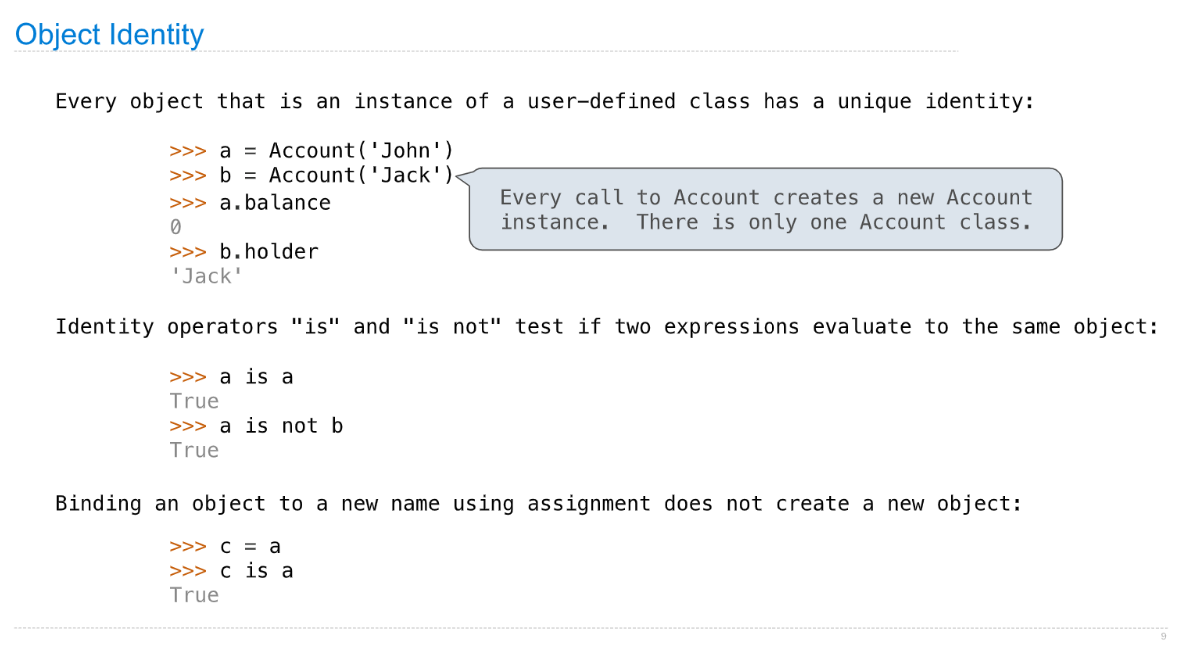 Object Identity
Every object that is an instance of a user-defined class has a unique identity:
>>> a = Account('John')
>>> b = Account('Jack')
>>> a.balance
0
>>> b.holder
'Jack'
Every call to Account creates a new Account
instance.  There is only one Account class.
Identity operators "is" and "is not" test if two expressions evaluate to the same object:
>>> a is a
True
>>> a is not b
True
Binding an object to a new name using assignment does not create a new object:
>>> c = a
>>> c is a
True
9